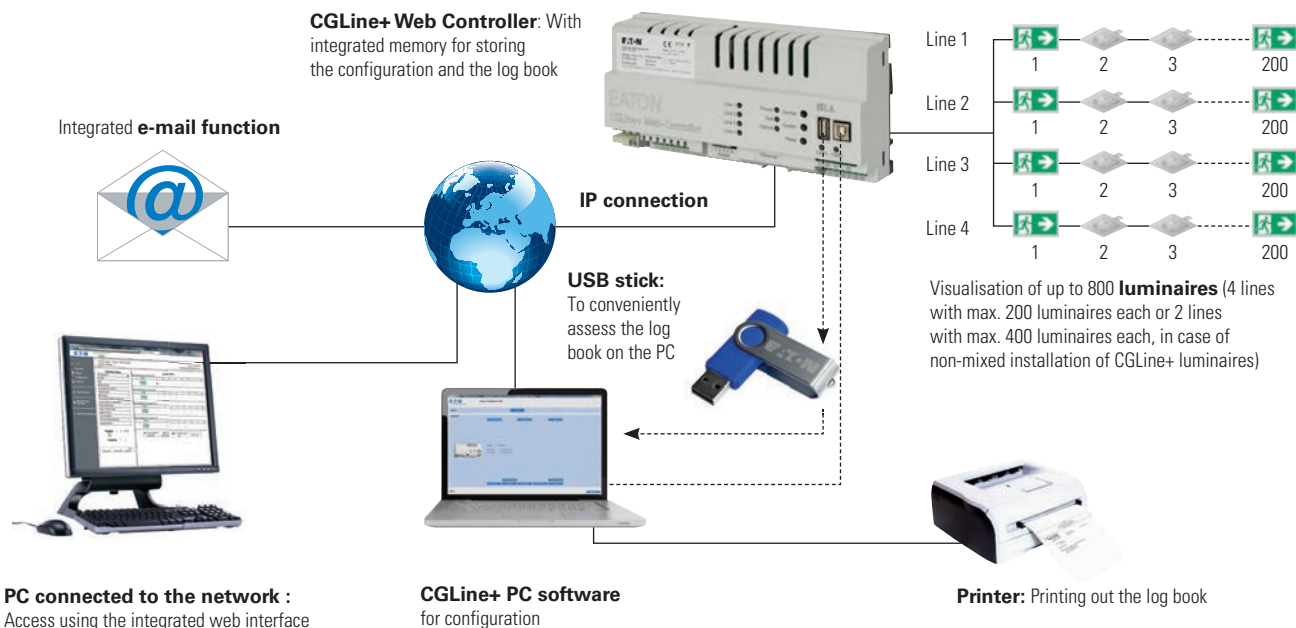 CGLine+ Web Controller: With
integrated memory for storing
the configuration and the log book
E·T·N
EATON
CGLine+ Web-Controller
Line 1
1
2
3
200
Line 2
1
2
3
200
Line 3
1
2
3
200
Line 4
1
2
3
200
Visualisation of up to 800 luminaires (4 lines
with max. 200 luminaires each or 2 lines
with max. 400 luminaires each, in case of
non-mixed installation of CGLine+ luminaires)
Integrated e-mail function
@
IP connection
USB stick:
To conveniently
assess the log
book on the PC
E·T·N
PC connected to the network :
Access using the integrated web interface
CGLine+ PC software
for configuration
Printer: Printing out the log book